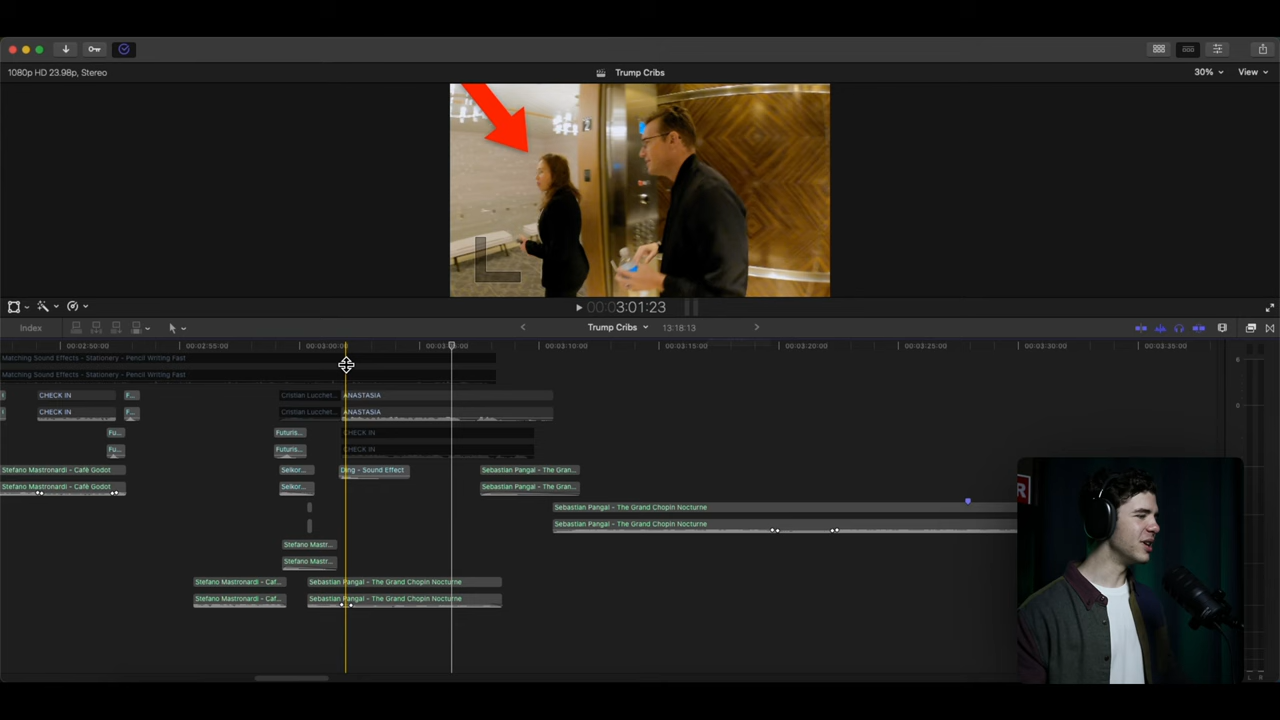 1080p HD 23.98p, Stereo
Trump Cribs
30%
View
00:00:3:01:23
Index
Trump Cribs
13:18:13
00:02:50:00
00:02:55:00
00:03:00:00
00:03:10:00
00:03:15:00
00:03:20:00
00:03:25:00
00:03:30:00
00:03:35:00
6
0
Matching Sound Effects - Stationery - Pencil Writing Fast
Matching Sound Effects - Stationery - Pencil Writing Fast
CHECK IN
F...
Cristian Lucchet...
ANASTASIA
CHECK IN
F...
Cristian Lucchet...
ANASTASIA
Fu...
Futuris...
CHECK IN
Fu...
Futuris...
CHECK IN
Stefano Mastronardi - Café Godot
Selkor...
Ding - Sound Effect
Sebastian Pangal - The Gran...
Stefano Mastronardi - Café Godot
Selkor...
Sebastian Pangal - The Gran...
Sebastian Pangal - The Grand Chopin Nocturne
Sebastian Pangal - The Grand Chopin Nocturne
Stefano Mastr...
Stefano Mastr...
Stefano Mastronardi - Caf...
Sebastian Pangal - The Grand Chopin Nocturne
Stefano Mastronardi - Caf...
Sebastian Pangal - The Grand Chopin Nocturne
R
L R